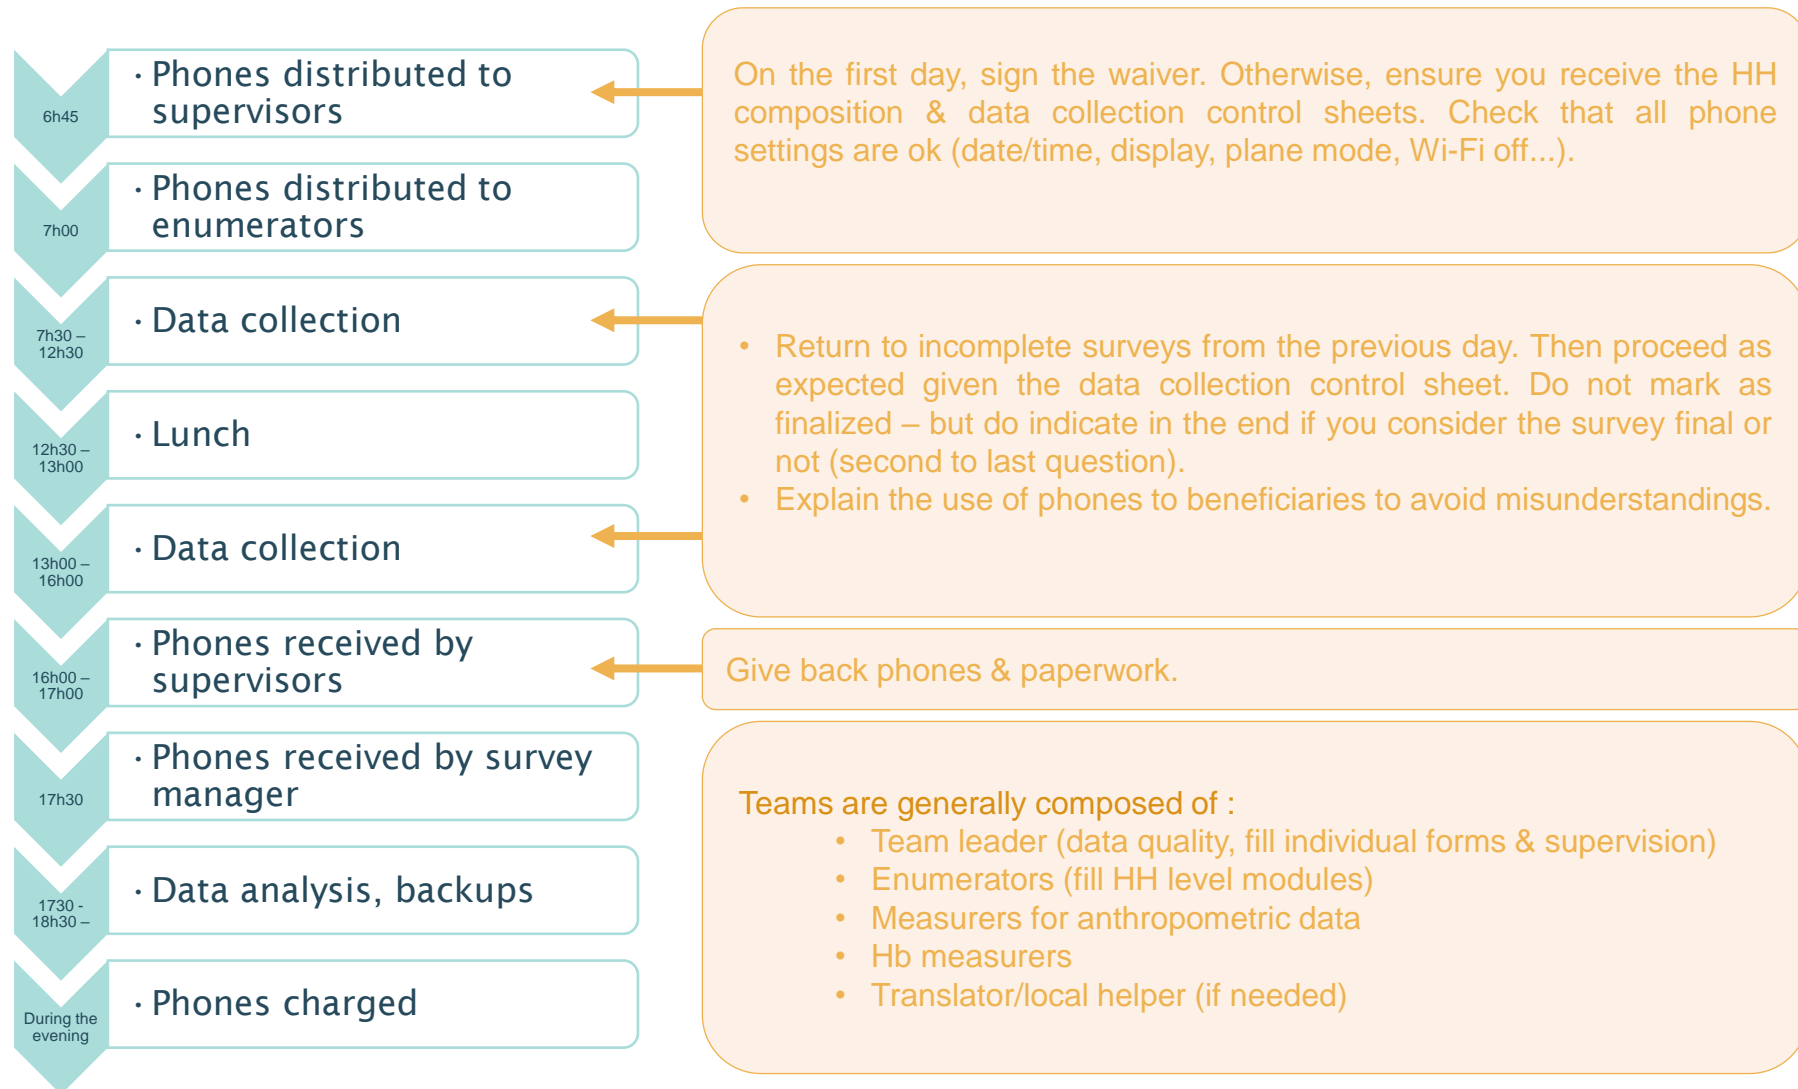 6h45
· Phones distributed to
supervisors
On the first day, sign the waiver. Otherwise, ensure you receive the HH
composition & data collection control sheets. Check that all phone
settings are ok (date/time, display, plane mode, Wi-Fi off...).
7h00
· Phones distributed to
enumerators
7h30 –
12h30
· Data collection
• Return to incomplete surveys from the previous day. Then proceed as
expected given the data collection control sheet. Do not mark as
finalized – but do indicate in the end if you consider the survey final or
not (second to last question).
• Explain the use of phones to beneficiaries to avoid misunderstandings.
12h30 –
13h00
· Lunch
13h00 –
16h00
· Data collection
16h00 –
17h00
· Phones received by
supervisors
Give back phones & paperwork.
17h30
· Phones received by survey
manager
1730 -
18h30 –
· Data analysis, backups
During the
evening
· Phones charged
Teams are generally composed of :
• Team leader (data quality, fill individual forms & supervision)
• Enumerators (fill HH level modules)
• Measurers for anthropometric data
• Hb measurers
• Translator/local helper (if needed)